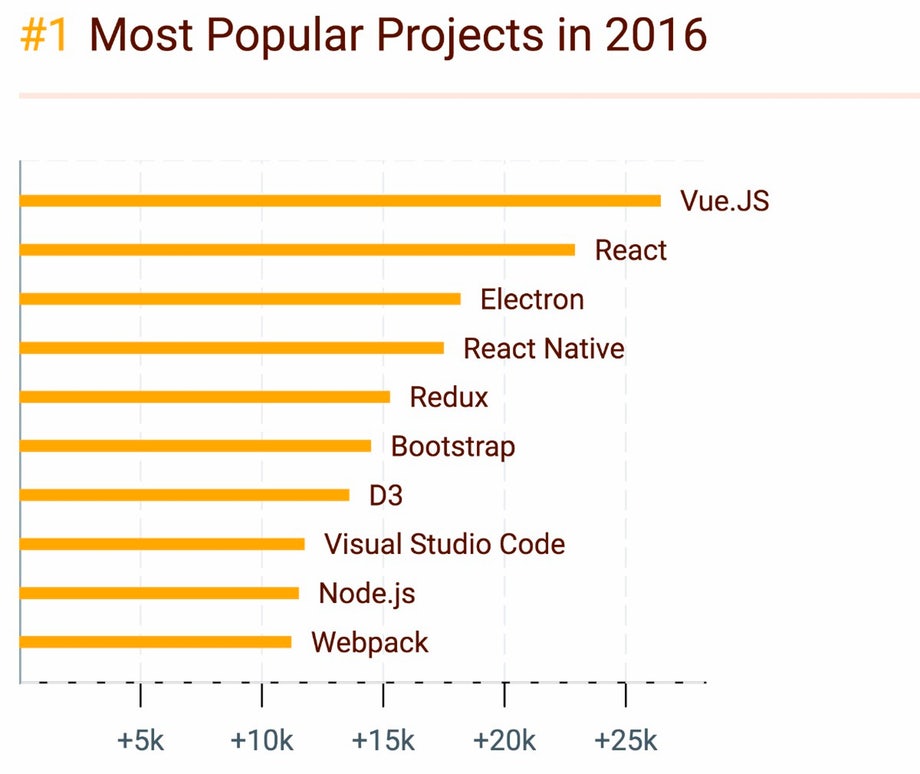 #1 Most Popular Projects in 2016
Vue.JS
React
Electron
React Native
Redux
Bootstrap
D3
Visual Studio Code
Node.js
Webpack
+5k +10k +15k +20k +25k